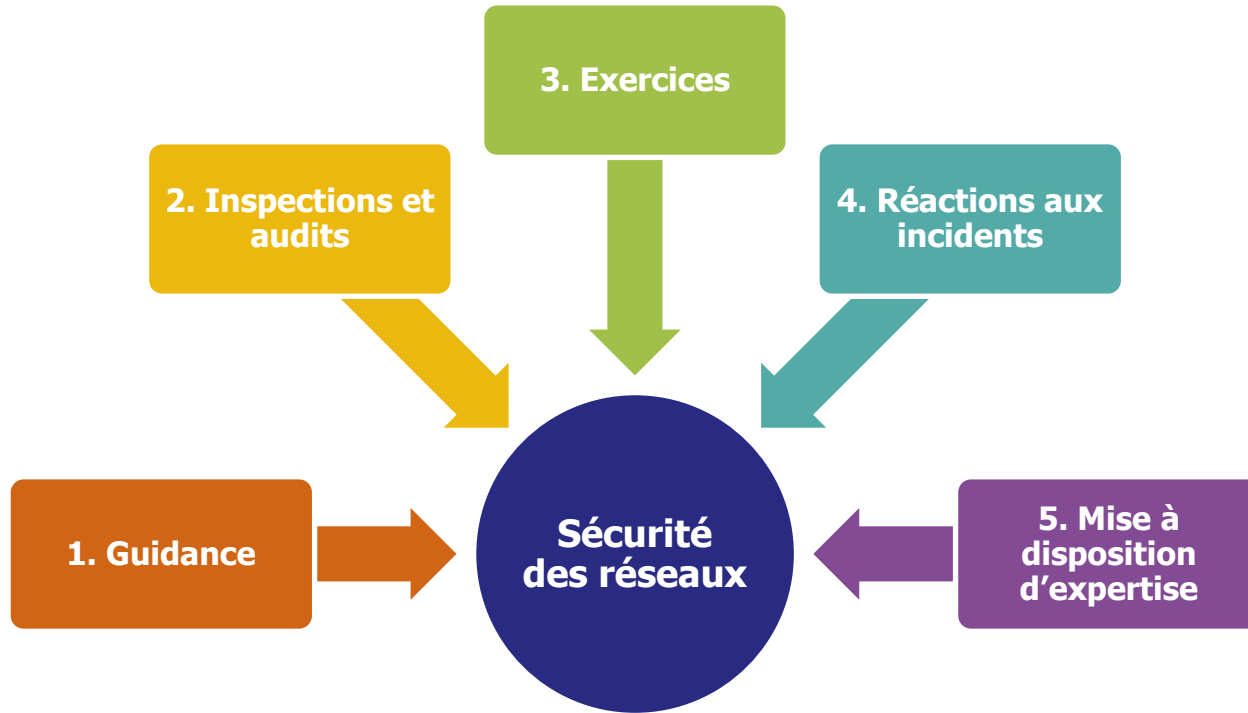 1. Guidance
2. Inspections et
audits
3. Exercices
4. Réactions aux
incidents
5. Mise à
disposition
d’expertise
Sécurité
des réseaux